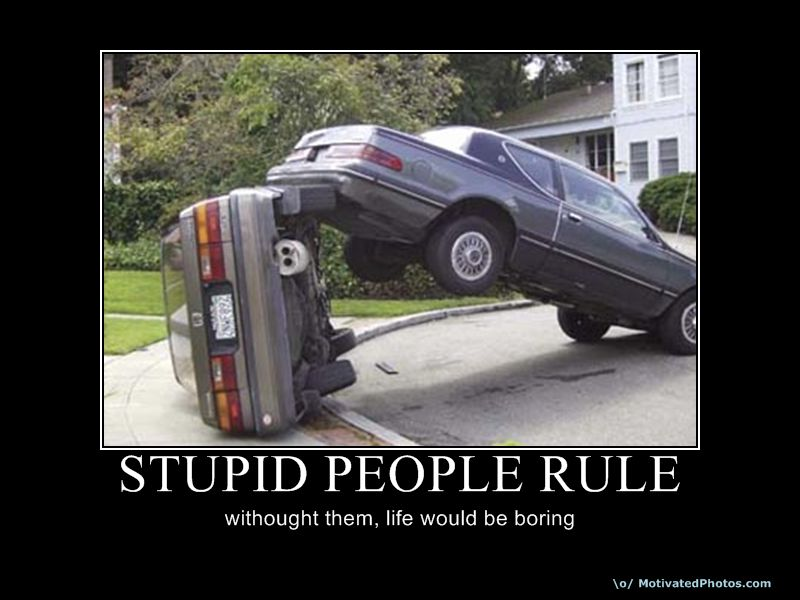 STUPID PEOPLE RULE
withought them, life would be boring
\o/ MotivatedPhotos.com